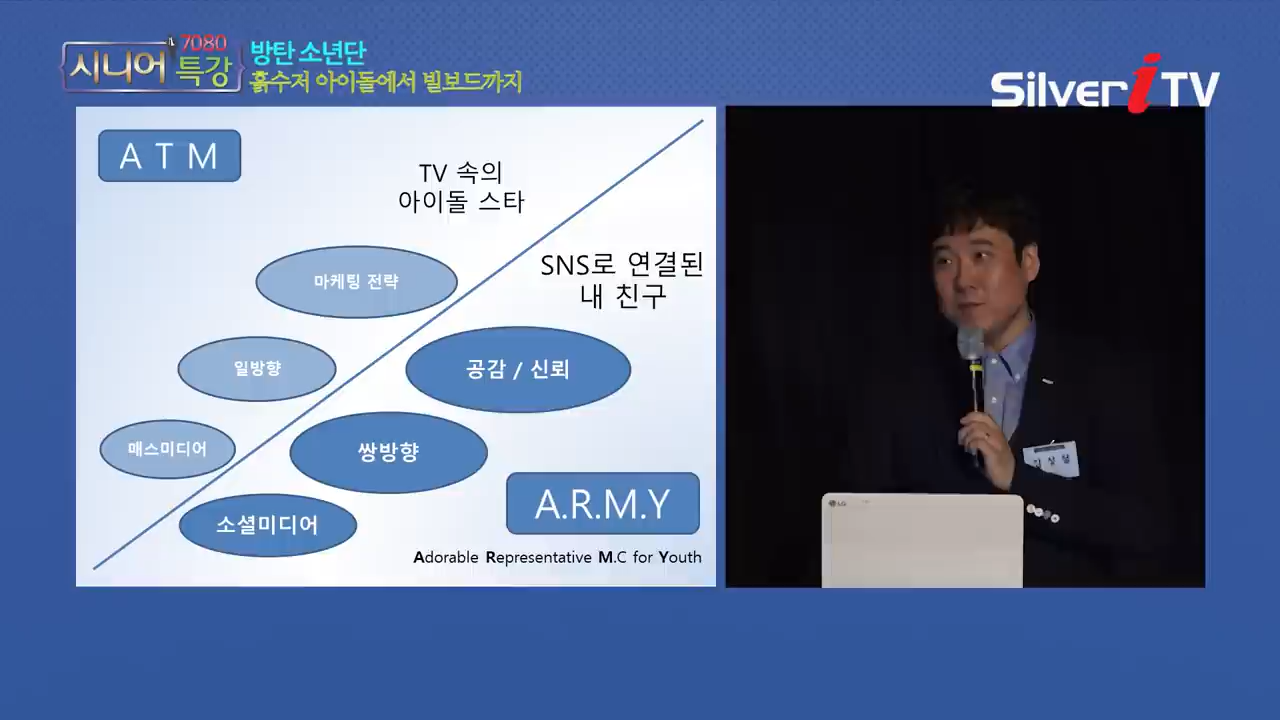 7080
시니어 특강
방탄 소년단
흙수저 아이돌에서 빌보드까지
Silver i TV
A T M
TV 속의
아이돌 스타
SNS로 연결된
내 친구
마케팅 전략
일방향
공감 / 신뢰
매스미디어
쌍방향
소셜미디어
A.R.M.Y
Adorable Representative M.C for Youth
LG